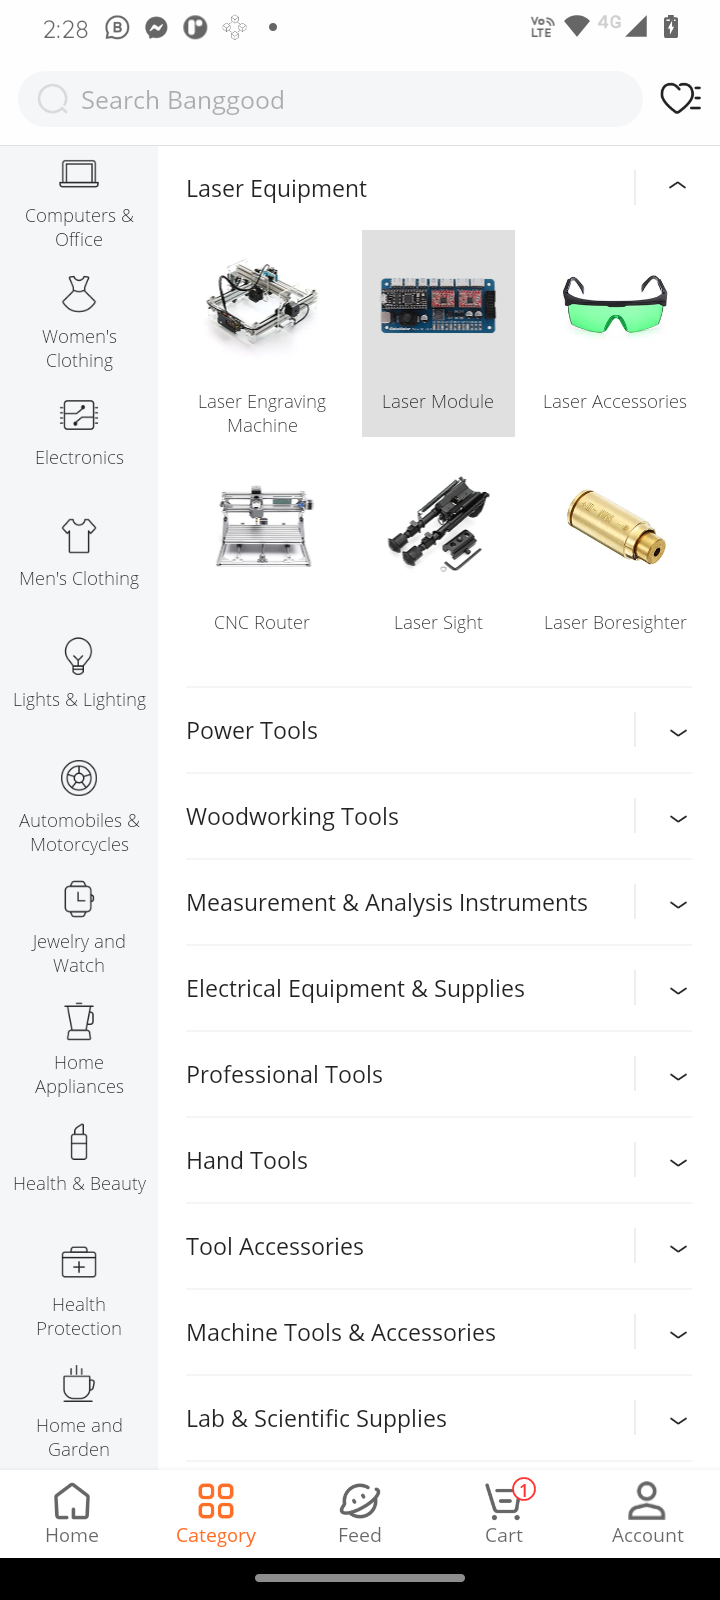 2:28
Vo LTE
4G
Search Banggood
Computers &
Office
Women's
Clothing
Electronics
Men's Clothing
Lights & Lighting
Automobiles &
Motorcycles
Jewelry and
Watch
Home
Appliances
Health & Beauty
Health
Protection
Home and
Garden
Laser Equipment
Laser Engraving
Machine
Laser Module
Laser Accessories
CNC Router
Laser Sight
Laser Boresighter
Power Tools
Woodworking Tools
Measurement & Analysis Instruments
Electrical Equipment & Supplies
Professional Tools
Hand Tools
Tool Accessories
Machine Tools & Accessories
Lab & Scientific Supplies
Home
Category
Feed
1
Cart
Account